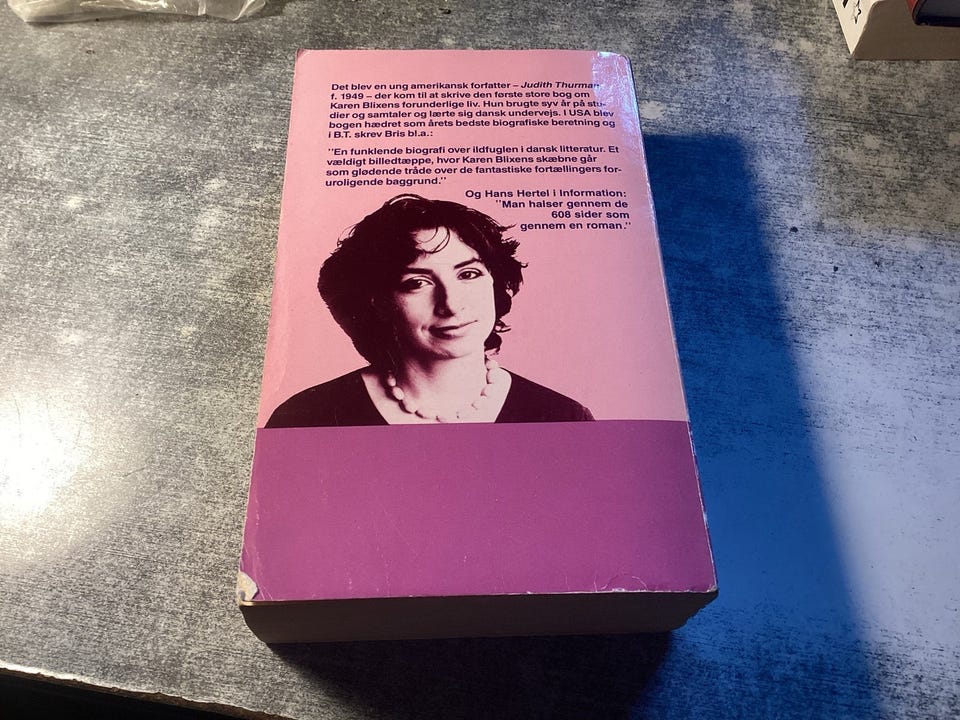 Det blev en ung amerikansk forfatter – Judith Thurman
f. 1949 – der kom til at skrive den første store bog om
Karen Blixens forunderlige liv. Hun brugte syv år på stu-
dier og samtaler og lærte sig dansk undervejs. I USA blev
bogen hædret som årets bedste biografiske beretning og
i B.T. skrev Bris bl.a.:
"En funklende biografi over ildfuglen i dansk litteratur. Et
vældigt billedtæppe, hvor Karen Blixens skæbne går
som glødende tråde over de fantastiske fortællingers for-
uroligende baggrund."
Og Hans Hertel i Information:
"Man halser gennem de
608 sider som
gennem en roman."